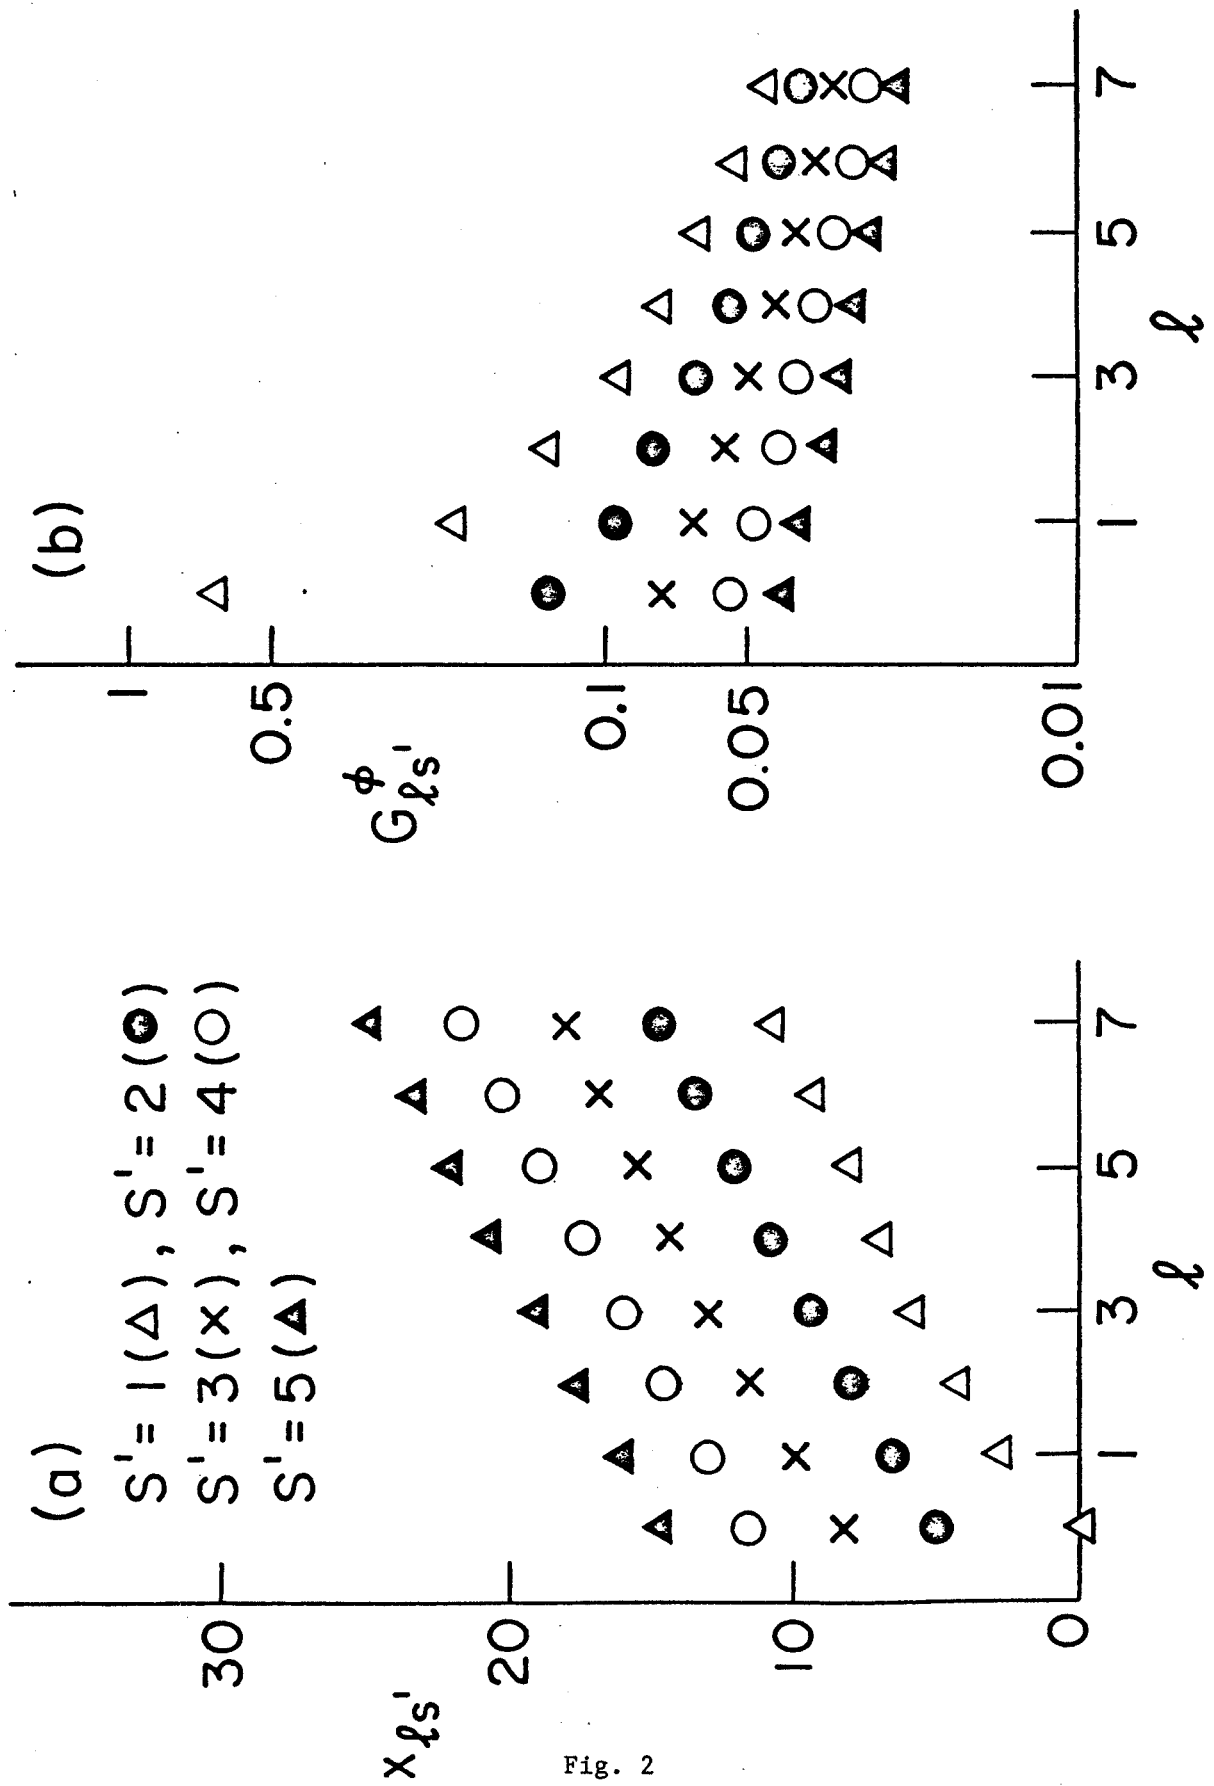 (a)
S' = 1 (△), S' = 2 (●)
S' = 3 (×), S' = 4 (○)
S' = 5 (▲)
30
20
10
0
x_ℓs'
1
3
5
7
ℓ
(b)
1
0.5
0.1
0.05
0.01
G^ϕ_ℓs'
1
3
5
7
ℓ
Fig. 2